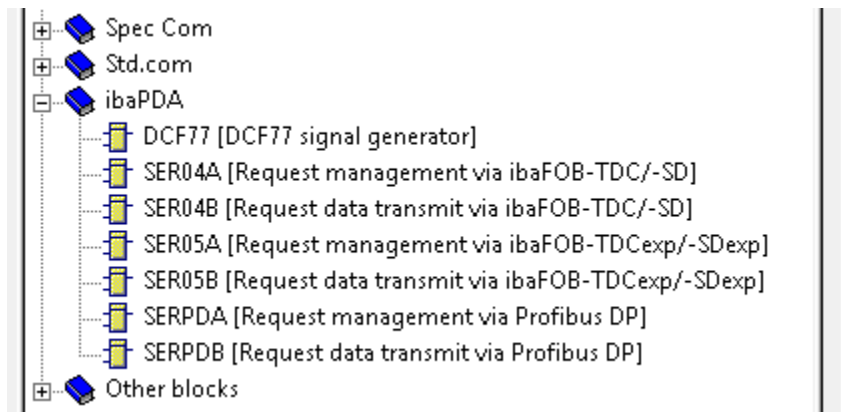 Spec Com
Std.com
ibaPDA
DCF77 [DCF77 signal generator]
SER04A [Request management via ibaFOB-TDC/-SD]
SER04B [Request data transmit via ibaFOB-TDC/-SD]
SER05A [Request management via ibaFOB-TDCexp/-SDexp]
SER05B [Request data transmit via ibaFOB-TDCexp/-SDexp]
SERPDA [Request management via Profibus DP]
SERPDB [Request data transmit via Profibus DP]
Other blocks